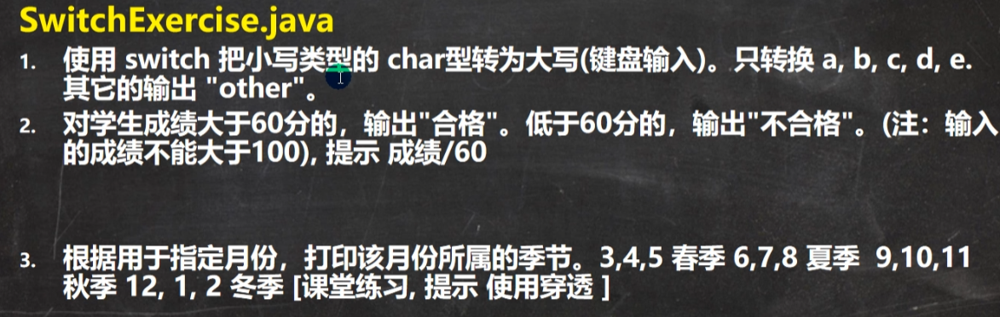 SwitchExercise.java
1. 使用 switch 把小写类型的 char型转为大写(键盘输入)。只转换 a, b, c, d, e.
其它的输出 "other"。
2. 对学生成绩大于60分的，输出"合格"。低于60分的，输出"不合格"。(注：输入
的成绩不能大于100), 提示 成绩/60
3. 根据用于指定月份，打印该月份所属的季节。3,4,5 春季 6,7,8 夏季 9,10,11
秋季 12, 1, 2 冬季 [课堂练习, 提示 使用穿透 ]